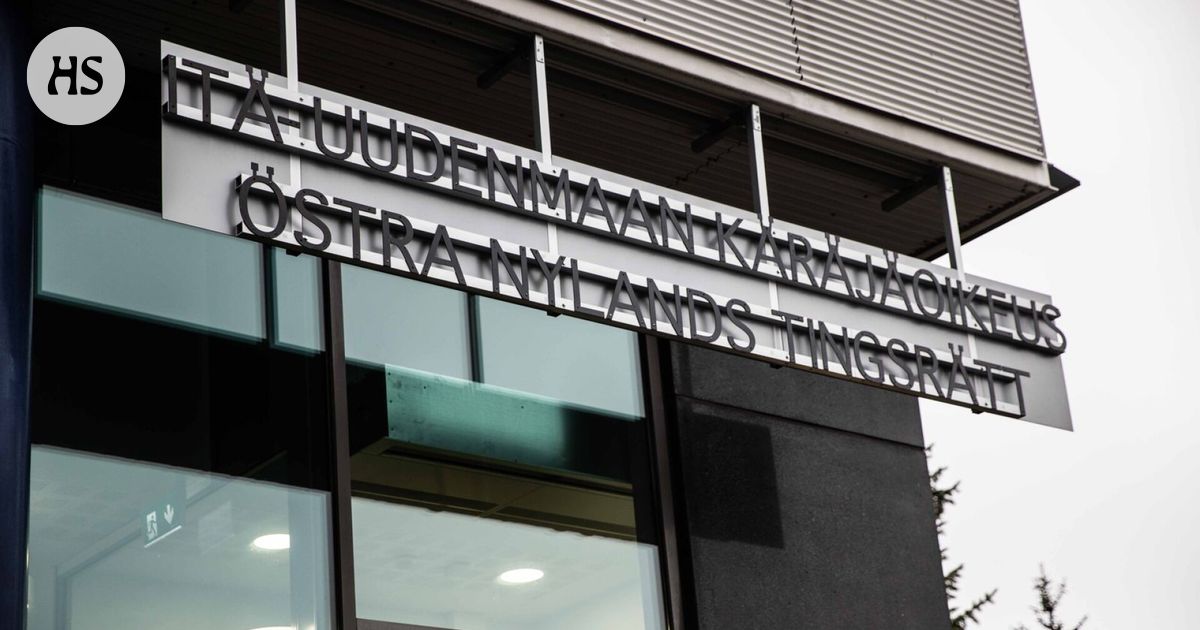 HS
ITÄ-UUDENMAAN KÄRÄJÄOIKEUS
ÖSTRA NYLANDS TINGSRÄTT